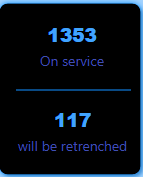 1353
On service
117
will be retrenched